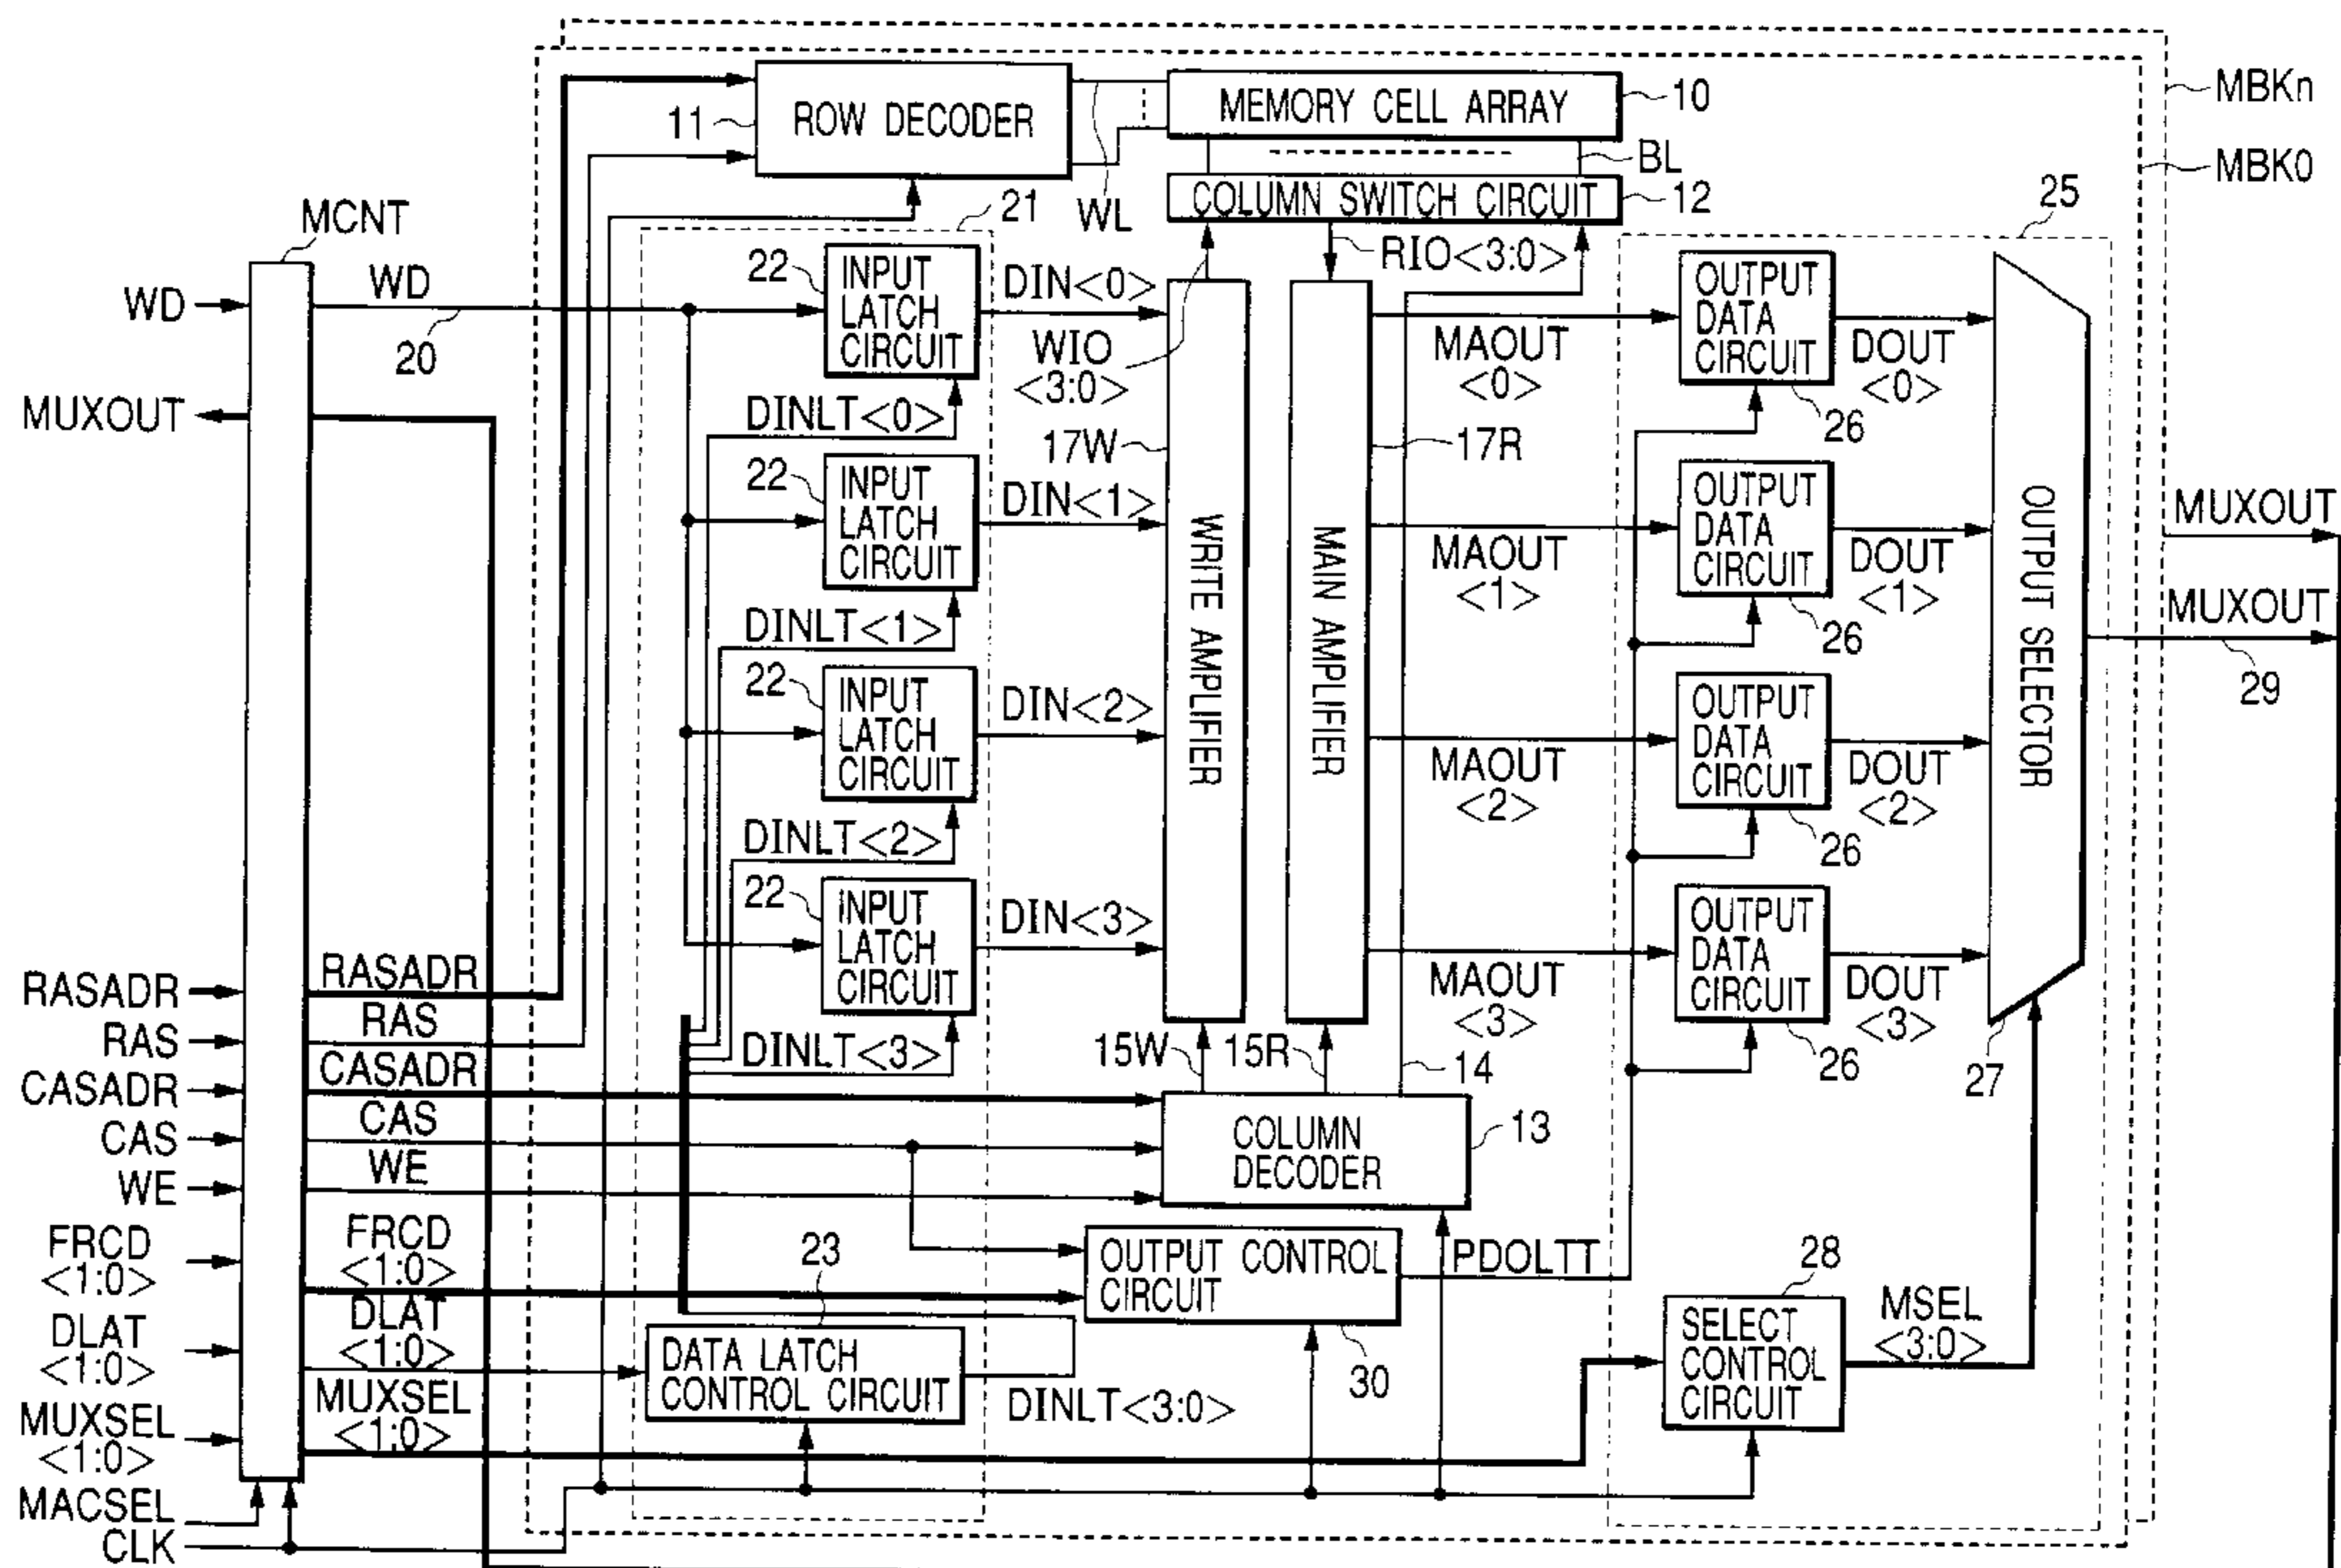 MBKn
MBK0
ROW DECODER
11
MEMORY CELL ARRAY
10
BL
WL
COLUMN SWITCH CIRCUIT
12
RIO<3:0>
21
25
MCNT
WD
WD
20
MUXOUT
22
INPUT
LATCH
CIRCUIT
DIN<0>
DINLT<0>
WIO
<3:0>
17W
17R
22
INPUT
LATCH
CIRCUIT
DIN<1>
DINLT<1>
22
INPUT
LATCH
CIRCUIT
DIN<2>
DINLT<2>
22
INPUT
LATCH
CIRCUIT
DIN<3>
DINLT<3>
WRITE AMPLIFIER
MAIN AMPLIFIER
MAOUT
<0>
MAOUT
<1>
MAOUT
<2>
MAOUT
<3>
OUTPUT
DATA
CIRCUIT
26
DOUT
<0>
OUTPUT
DATA
CIRCUIT
26
DOUT
<1>
OUTPUT
DATA
CIRCUIT
26
DOUT
<2>
OUTPUT
DATA
CIRCUIT
26
DOUT
<3>
OUTPUT SELECTOR
27
MUXOUT
MUXOUT
29
RASADR
RASADR
RAS
RAS
CASADR
CASADR
CAS
CAS
WE
WE
FRCD
<1:0>
FRCD
<1:0>
DLAT
<1:0>
DLAT
<1:0>
MUXSEL
<1:0>
MUXSEL
<1:0>
MACSEL
CLK
15W
15R
14
COLUMN
DECODER
13
OUTPUT CONTROL
CIRCUIT
30
PDOLTT
23
DATA LATCH
CONTROL CIRCUIT
DINLT<3:0>
28
SELECT
CONTROL
CIRCUIT
MSEL
<3:0>